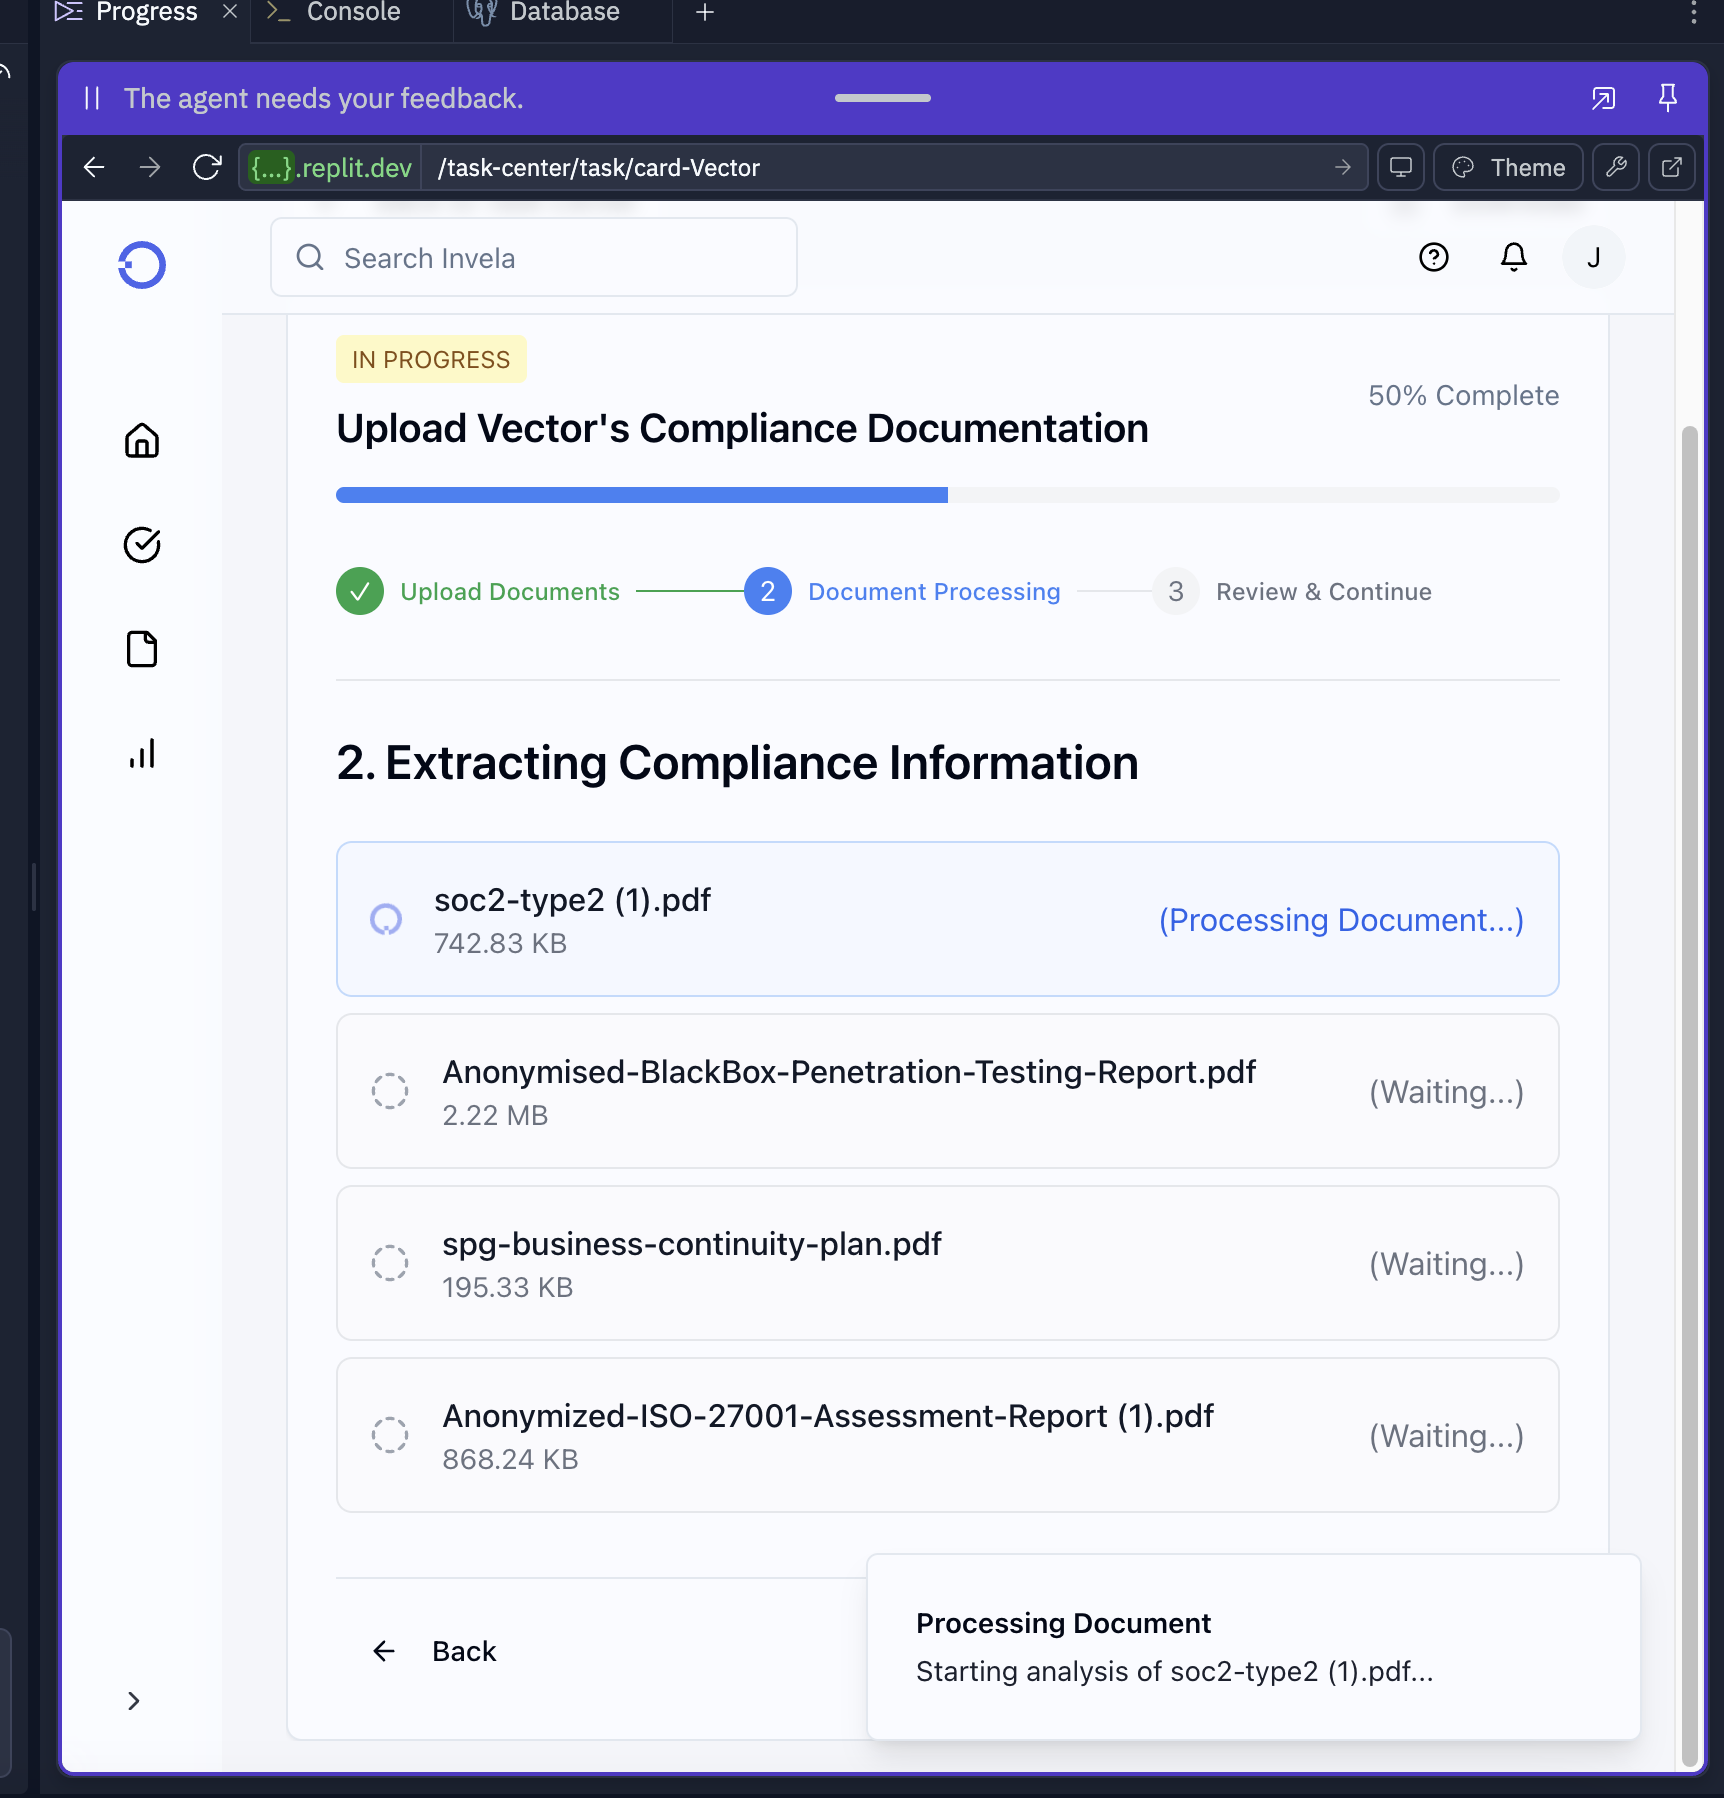 Progress
Console
Database
The agent needs your feedback.
{...}.replit.dev
/task-center/task/card-Vector
Theme
Search Invela
J
IN PROGRESS
50% Complete
Upload Vector's Compliance Documentation
Upload Documents
2
Document Processing
3
Review & Continue
2. Extracting Compliance Information
soc2-type2 (1).pdf
742.83 KB
(Processing Document...)
Anonymised-BlackBox-Penetration-Testing-Report.pdf
2.22 MB
(Waiting...)
spg-business-continuity-plan.pdf
195.33 KB
(Waiting...)
Anonymized-ISO-27001-Assessment-Report (1).pdf
868.24 KB
(Waiting...)
Back
Processing Document
Starting analysis of soc2-type2 (1).pdf...